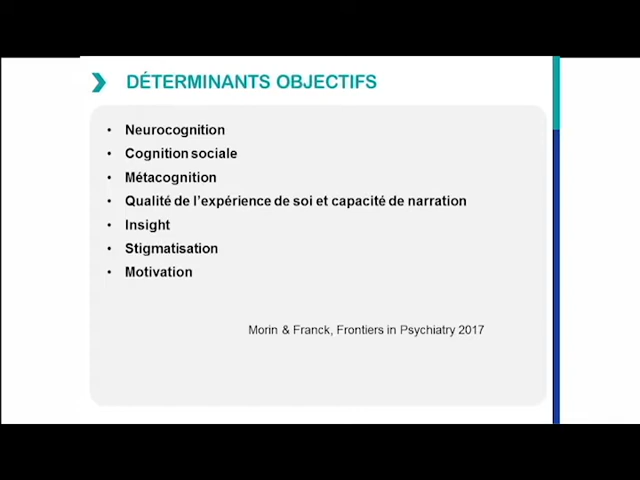 DÉTERMINANTS OBJECTIFS
• Neurocognition
• Cognition sociale
• Métacognition
• Qualité de l'expérience de soi et capacité de narration
• Insight
• Stigmatisation
• Motivation
Morin & Franck, Frontiers in Psychiatry 2017